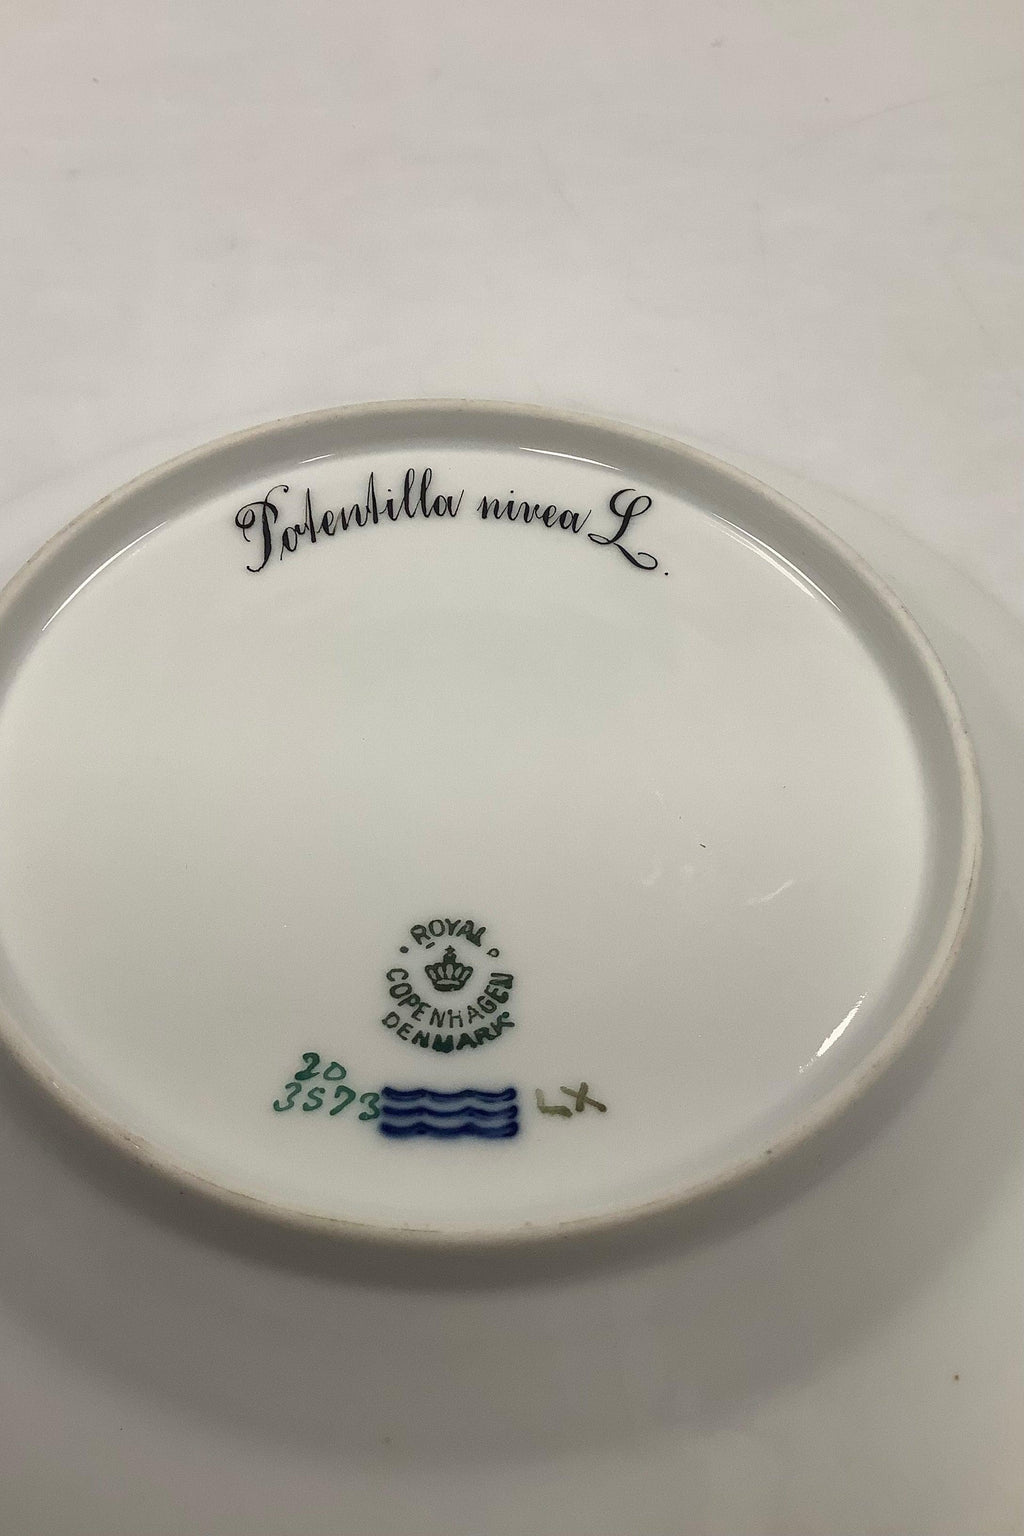 Potentilla nivea L.
ROYAL
COPENHAGEN
DENMARK
20
3573
LX